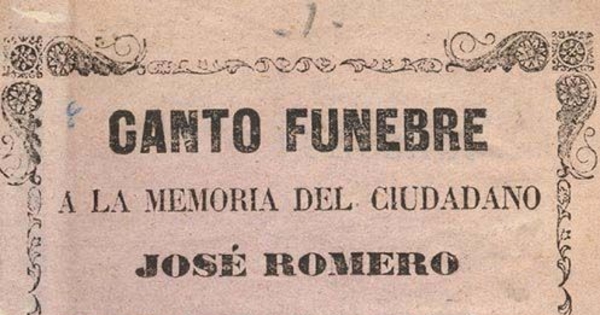 CANTO FUNEBRE
A LA MEMORIA DEL CIUDADANO
JOSÉ ROMERO